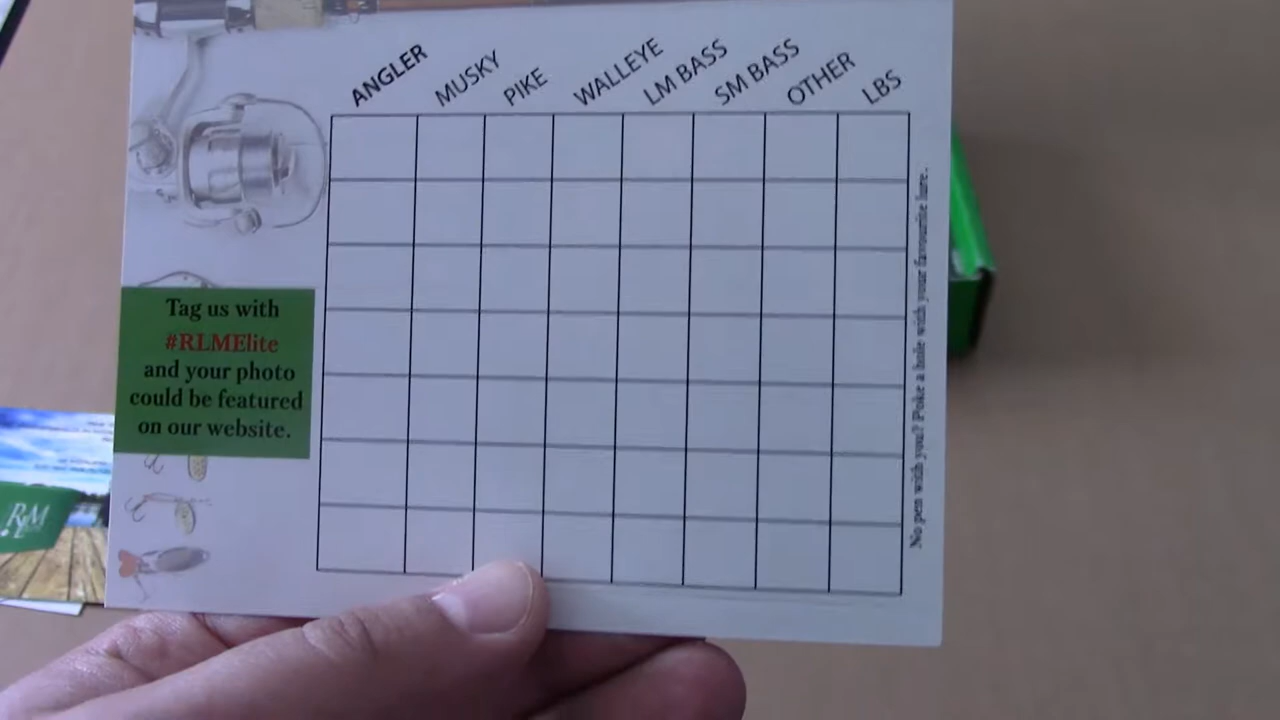 ANGLER MUSKY PIKE WALLEYE LM BASS SM BASS OTHER LBS
Tag us with
#RLMElite
and your photo
could be featured
on our website.
No pen with you? Poke a hole with your favourite lure.
RLM